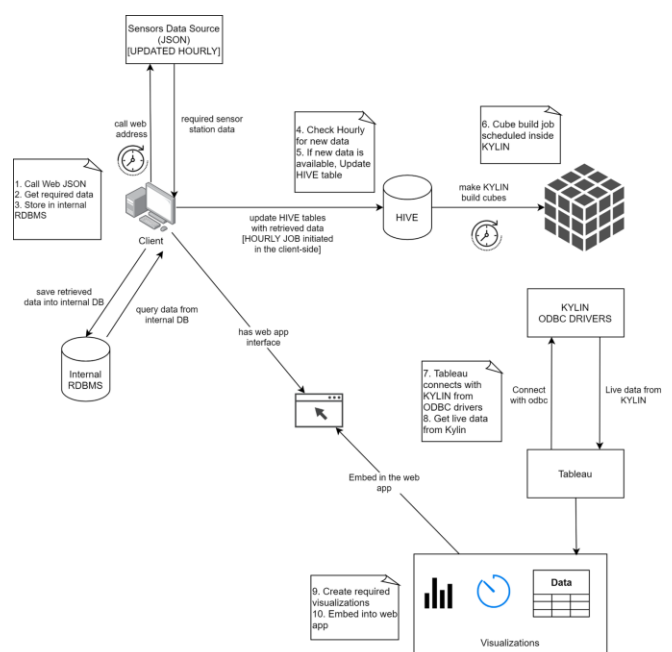 Sensors Data Source
(JSON)
[UPDATED HOURLY]
call web
address
required sensor
station data
4. Check Hourly
for new data
5. If new data is
available, Update
HIVE table
6. Cube build job
scheduled inside
KYLIN
1. Call Web JSON
2. Get required data
3. Store in internal
RDBMS
Client
update HIVE tables
with retrieved data
[HOURLY JOB initiated
in the client-side]
HIVE
make KYLIN
build cubes
save retrieved
data into internal DB
query data from
internal DB
Internal
RDBMS
has web app
interface
KYLIN
ODBC DRIVERS
7. Tableau
connects with
KYLIN from
ODBC drivers
8. Get live data
from Kylin
Connect
with odbc
Live data from
KYLIN
Tableau
Embed in the web
app
9. Create required
visualizations
10. Embed into web
app
Data
Visualizations